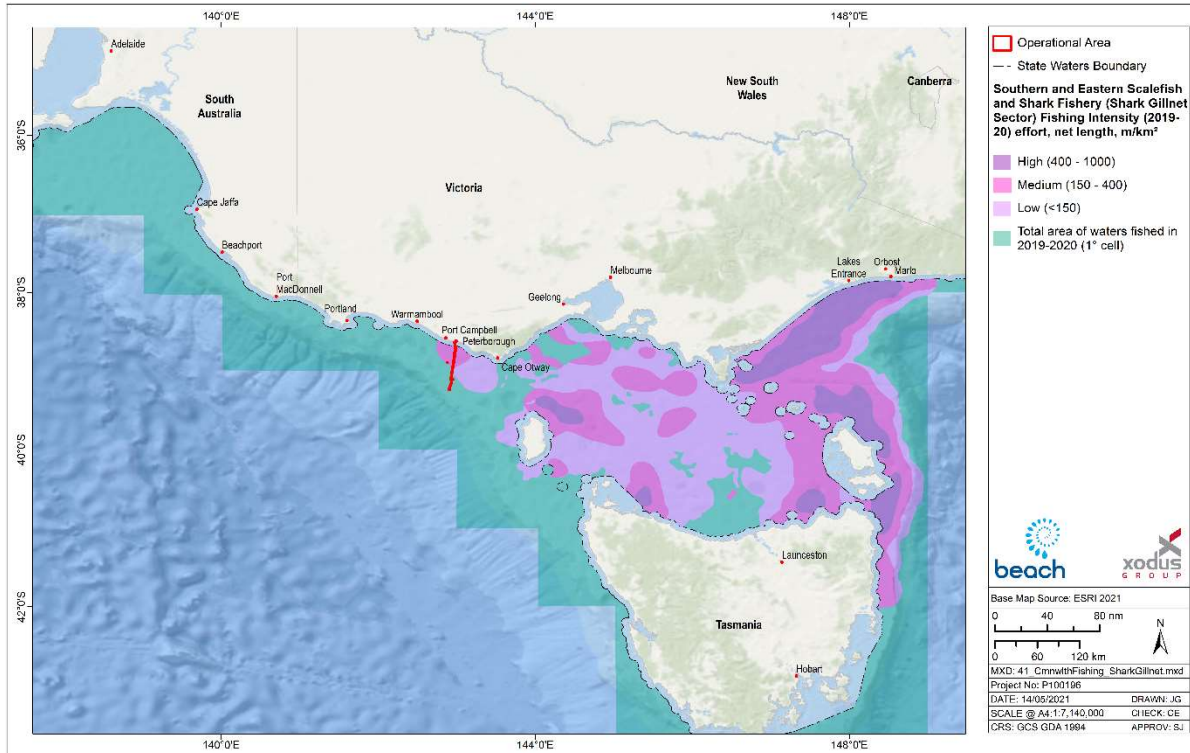 140°0'E
144°0'E
148°0'E
Adelaide
South
Australia
New South
Wales
Canberra
36°S
Victoria
Cape Jaffa
Beachport
Port
MacDonnell
Portland
Warrnambool
Port Campbell
Peterborough
Cape Otway
Geelong
Melbourne
Lakes
Entrance
Orbost
Marlo
38°S
40°0'S
42°0'S
Launceston
Tasmania
Hobart
140°0'E
144°0'E
148°0'E
Operational Area
State Waters Boundary
Southern and Eastern Scalefish
and Shark Fishery (Shark Gillnet
Sector) Fishing Intensity (2019-
20) effort, net length, m/km²
High (400 - 1000)
Medium (150 - 400)
Low (<150)
Total area of waters fished in
2019-2020 (1° cell)
beach
xodus
GROUP
Base Map Source: ESRI 2021
0 40 80 nm
0 60 120 km
N
MXD: 41_CmnwlthFishing_SharkGillnet.mxd
Project No: P100196
DATE: 14/05/2021 DRAWN: JG
SCALE @ A4:1:7,140,000 CHECK: CE
CRS: GCS GDA 1994 APPROV: SJ